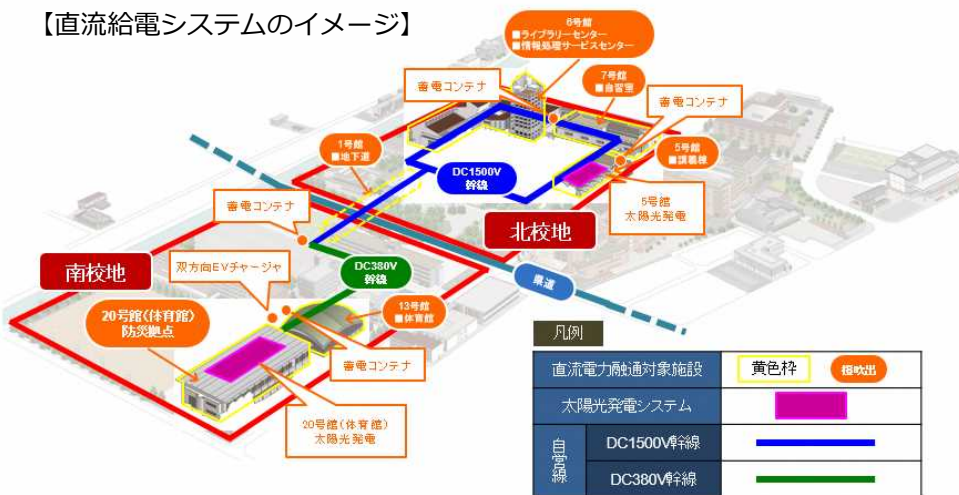 【直流給電システムのイメージ】
6号館
■ライブラリーセンター
■情報処理サービスセンター
蓄電コンテナ
7号館
■自習室
蓄電コンテナ
1号館
■地下道
5号館
■講義棟
DC1500V
幹線
蓄電コンテナ
5号館
太陽光発電
北校地
南校地
双方向EVチャージャ
DC380V
幹線
県道
20号館(体育館)
防災拠点
13号館
■体育館
蓄電コンテナ
20号館(体育館)
太陽光発電
凡例
直流電力融通対象施設
黄色枠
橙吹出
太陽光発電システム
自営線
DC1500V幹線
DC380V幹線